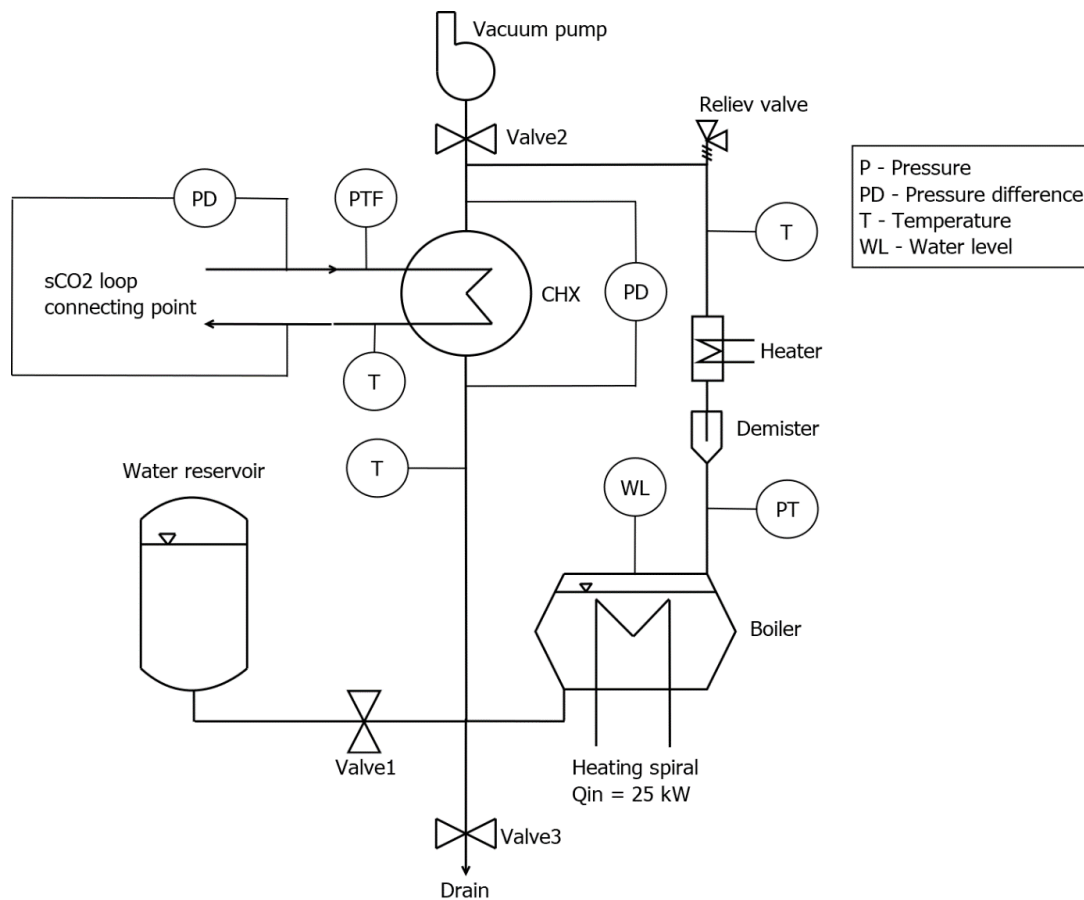 Vacuum pump
Reliev valve
Valve2
P - Pressure
PD - Pressure difference
T - Temperature
WL - Water level
PD
PTF
T
sCO2 loop
connecting point
CHX
PD
Heater
T
Demister
Water reservoir
T
WL
PT
Boiler
Valve1
Heating spiral
Qin = 25 kW
Valve3
Drain